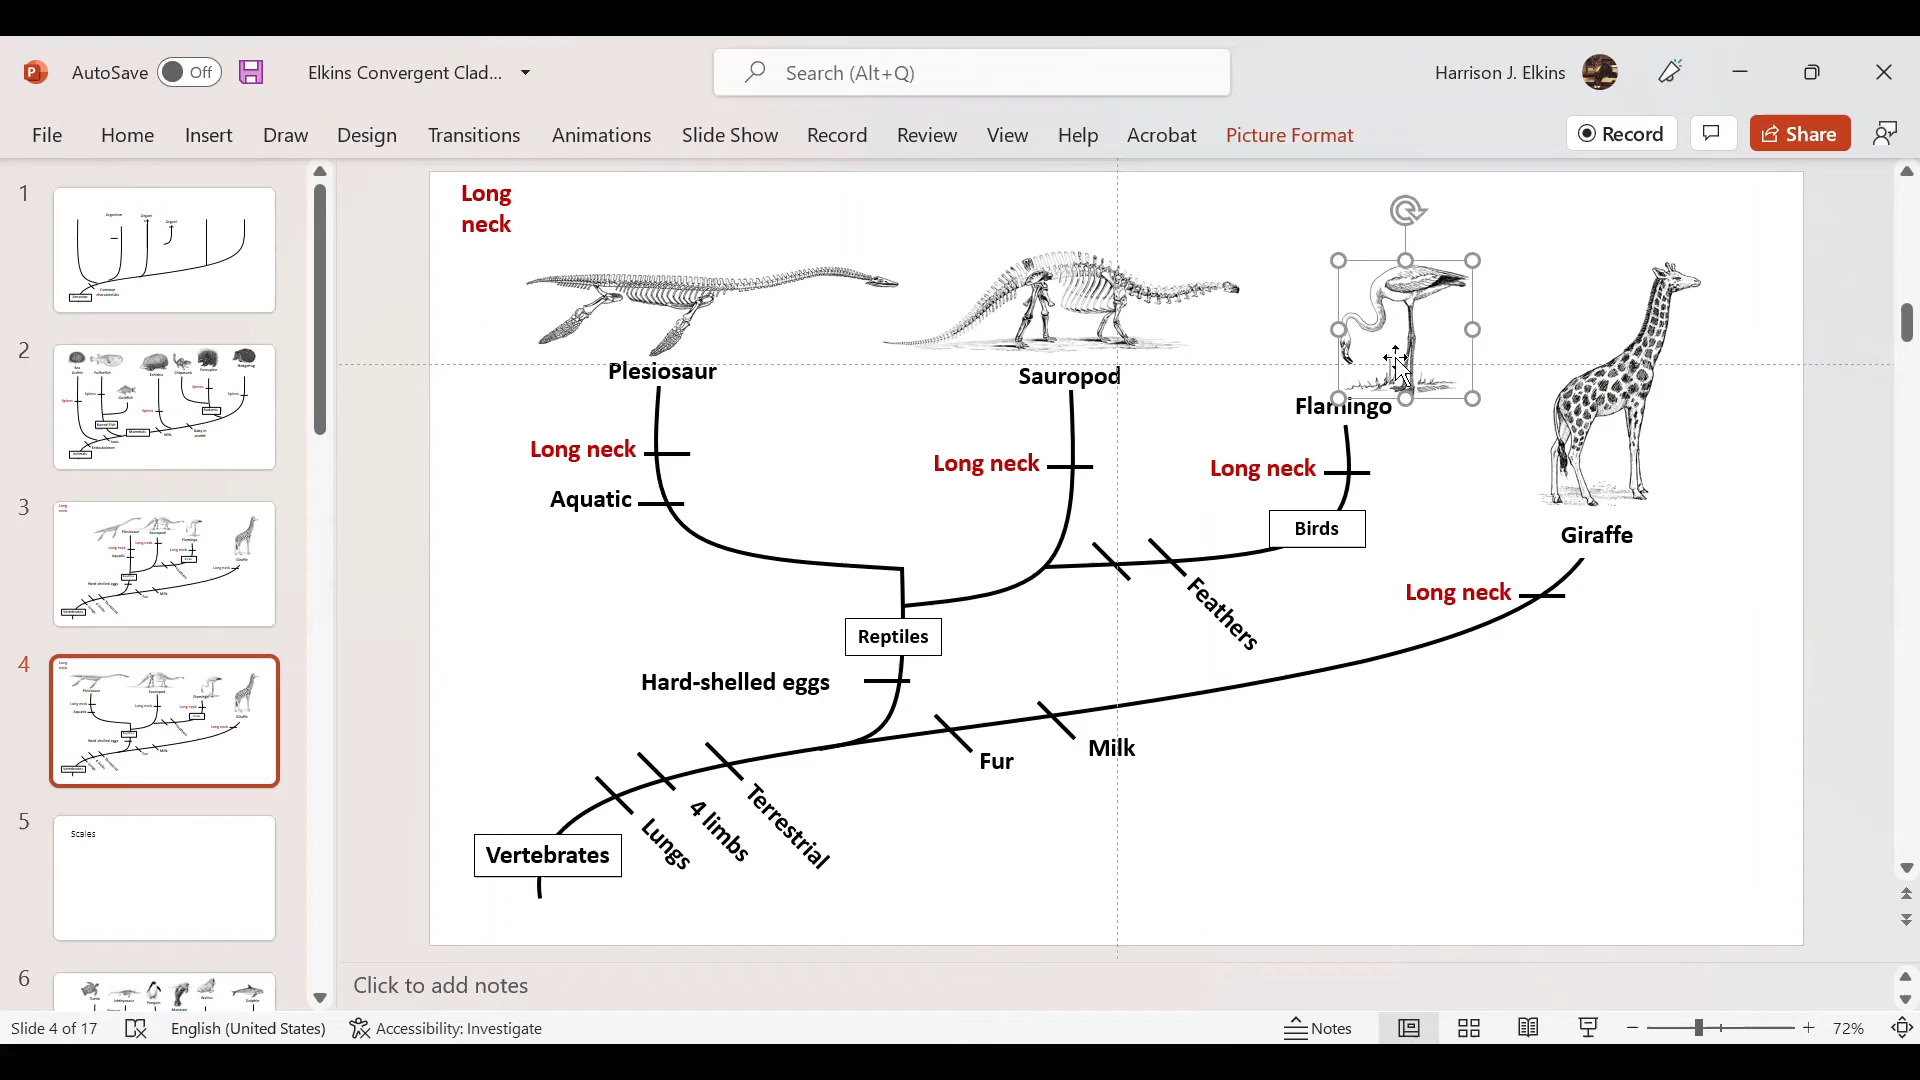 AutoSave
Off
Elkins Convergent Clad...
Search (Alt+Q)
Harrison J. Elkins
File
Home
Insert
Draw
Design
Transitions
Animations
Slide Show
Record
Review
View
Help
Acrobat
Picture Format
Record
Share
1
2
3
4
5
Scales
6
Long
neck
Plesiosaur
Sauropod
Flamingo
Giraffe
Long neck
Aquatic
Long neck
Long neck
Birds
Long neck
Feathers
Reptiles
Hard-shelled eggs
Fur
Milk
Terrestrial
4 limbs
Lungs
Vertebrates
Click to add notes
Slide 4 of 17
English (United States)
Accessibility: Investigate
Notes
72%